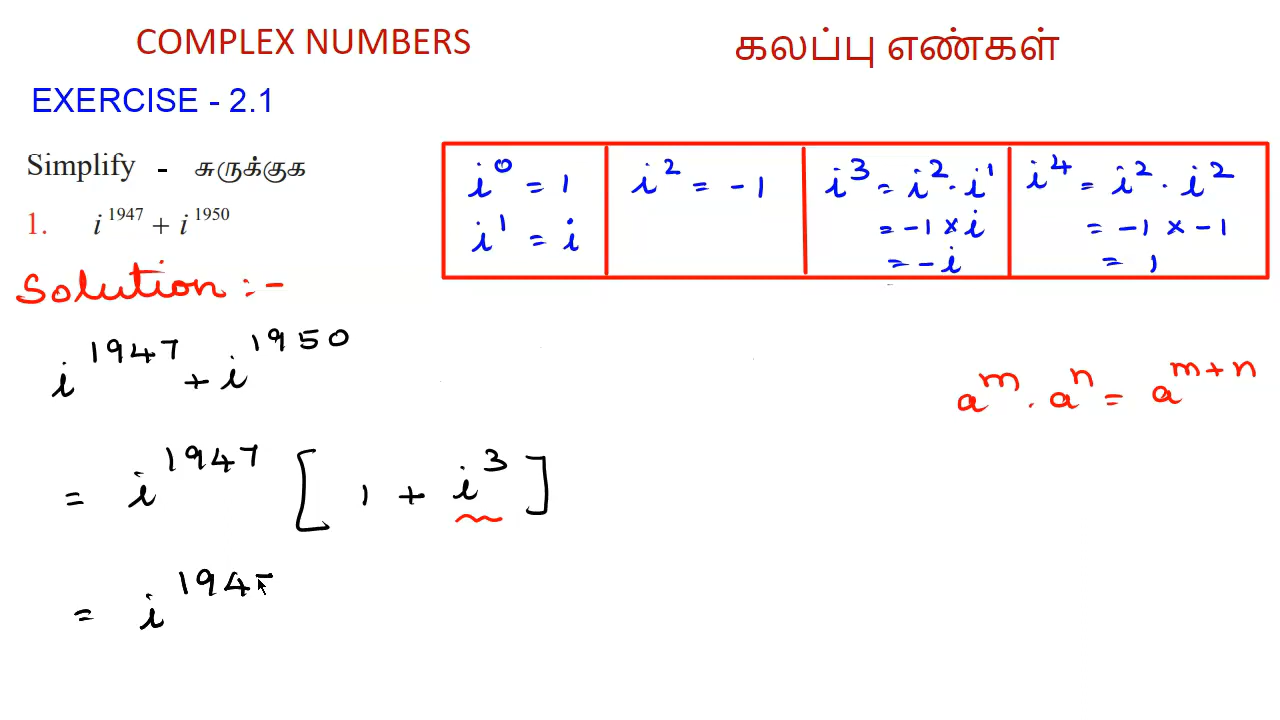 COMPLEX NUMBERS
கலப்பு எண்கள்
EXERCISE - 2.1
Simplify - சுருக்குக
1. i^1947 + i^1950
i^0 = 1
i^1 = i
i^2 = -1
i^3 = i^2 . i^1
= -1 × i
= -i
i^4 = i^2 . i^2
= -1 × -1
= 1
Solution :-
i^1947 + i^1950
a^m . a^n = a^m+n
= i^1947 [ 1 + i^3 ]
= i^194